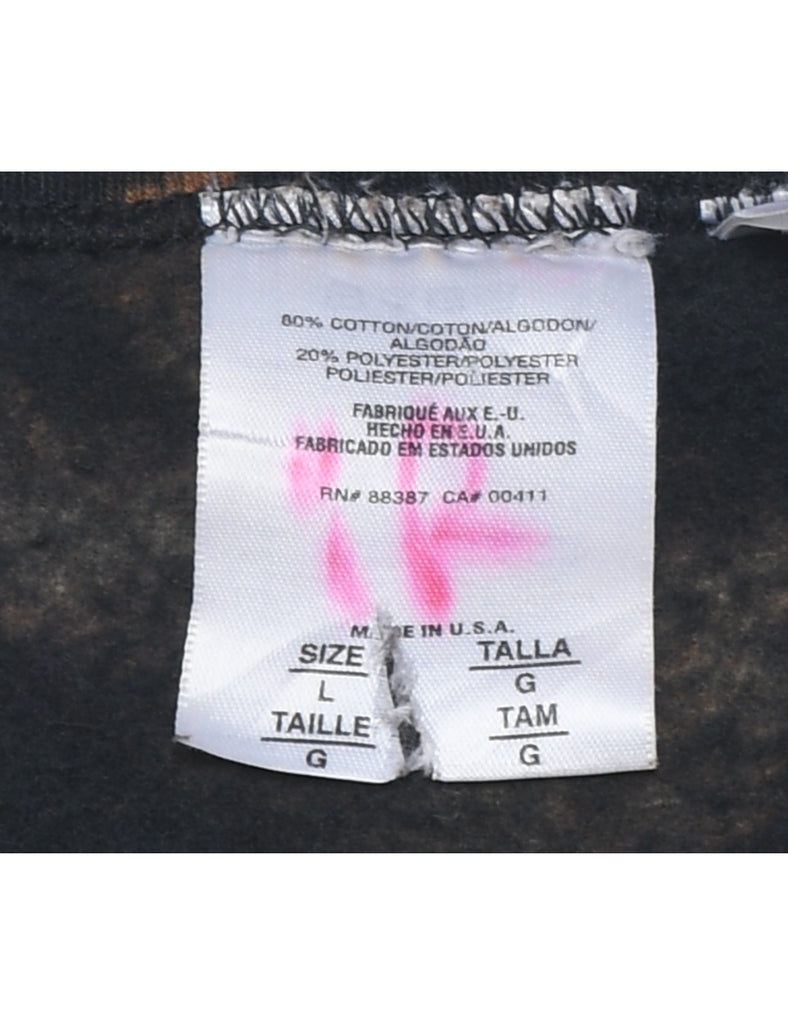 80% COTTON/COTON/ALGODON/
ALGODÃO
20% POLYESTER/POLYESTER
POLIESTER/POLIESTER
FABRIQUÉ AUX E.-U.
HECHO EN E.U.A.
FABRICADO EM ESTADOS UNIDOS
RN# 88387 CA# 00411
IN U.S.A.
SIZE
L
TAILLE
G
TALLA
G
TAM
G